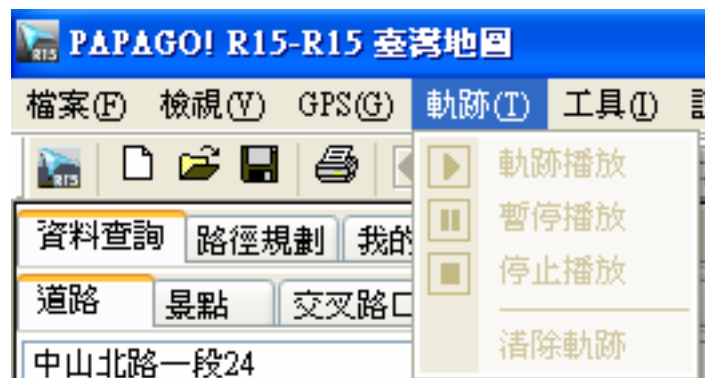 PAPAGO! R15-R15 臺灣地圖
檔案(F) 檢視(V) GPS(G) 軌跡(T) 工具(I)
R15
軌跡播放
資料查詢 路徑規劃 我的
暫停播放
停止播放
道路 景點 交叉路口
清除軌跡
中山北路一段24